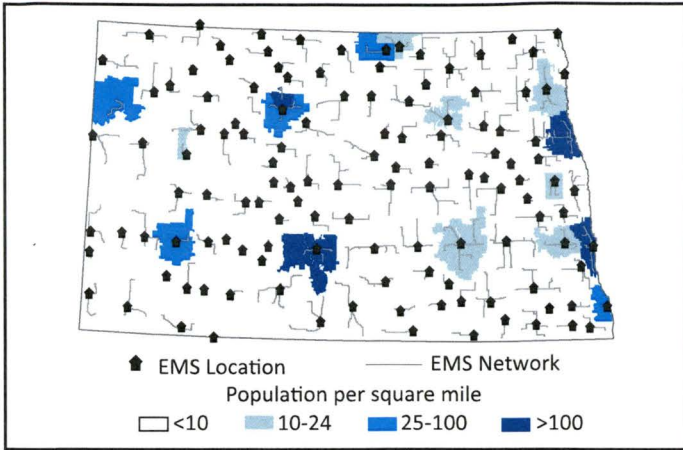 EMS Location EMS Network
Population per square mile
<10 10-24 25-100 >100